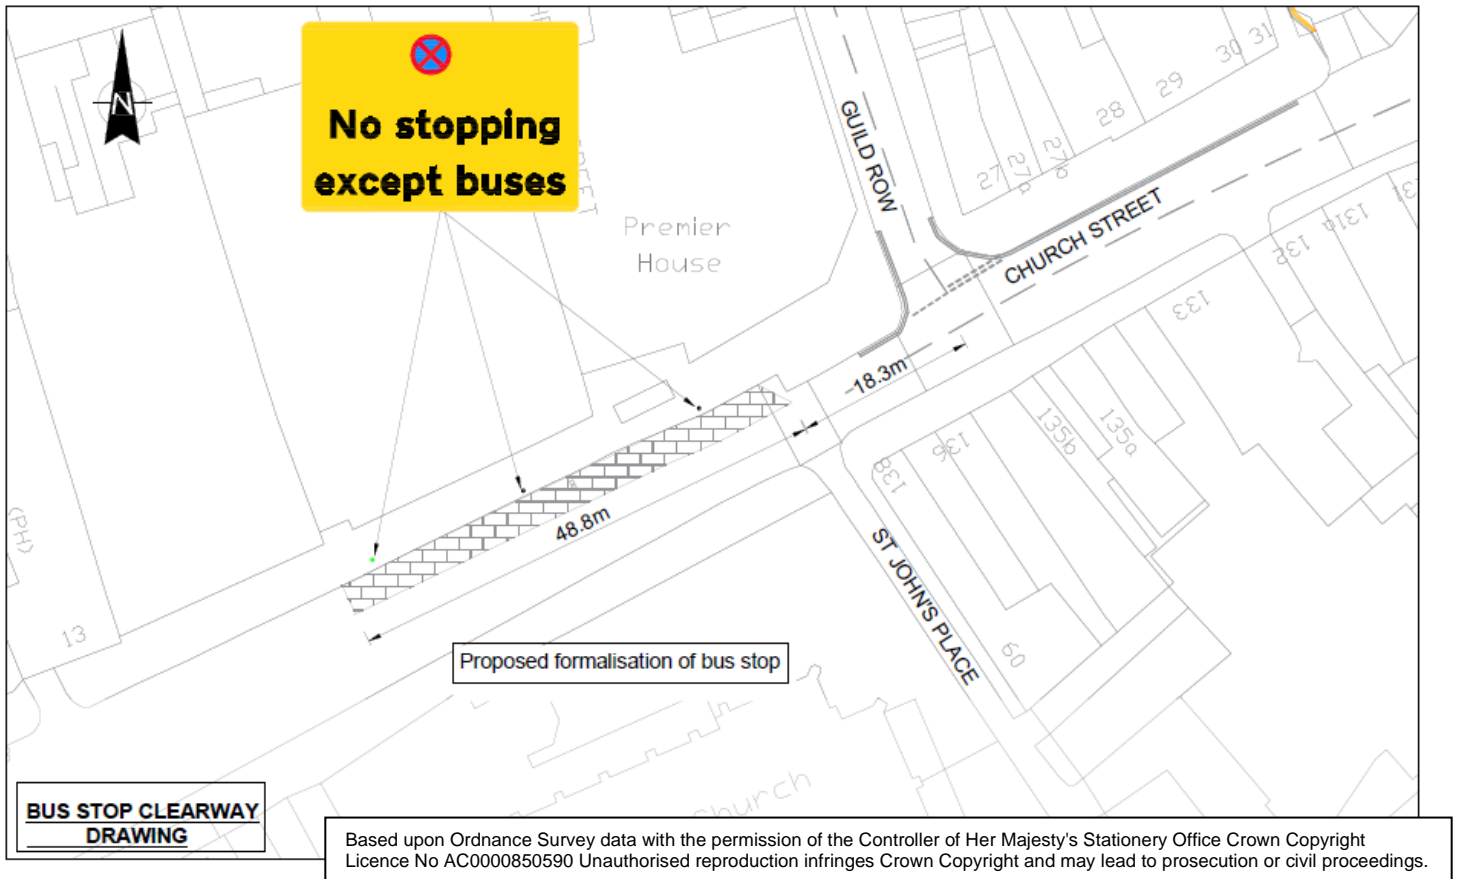 N
No stopping
except buses
Premier
House
GUILD ROW
CHURCH STREET
27
27a
27b
28
29
30
31
131
131a
132
133
135a
135b
136
138
18.3m
48.8m
ST JOHN'S PLACE
60
(PH)
13
Proposed formalisation of bus stop
Church
BUS STOP CLEARWAY
DRAWING
Based upon Ordnance Survey data with the permission of the Controller of Her Majesty's Stationery Office Crown Copyright
Licence No AC0000850590 Unauthorised reproduction infringes Crown Copyright and may lead to prosecution or civil proceedings.